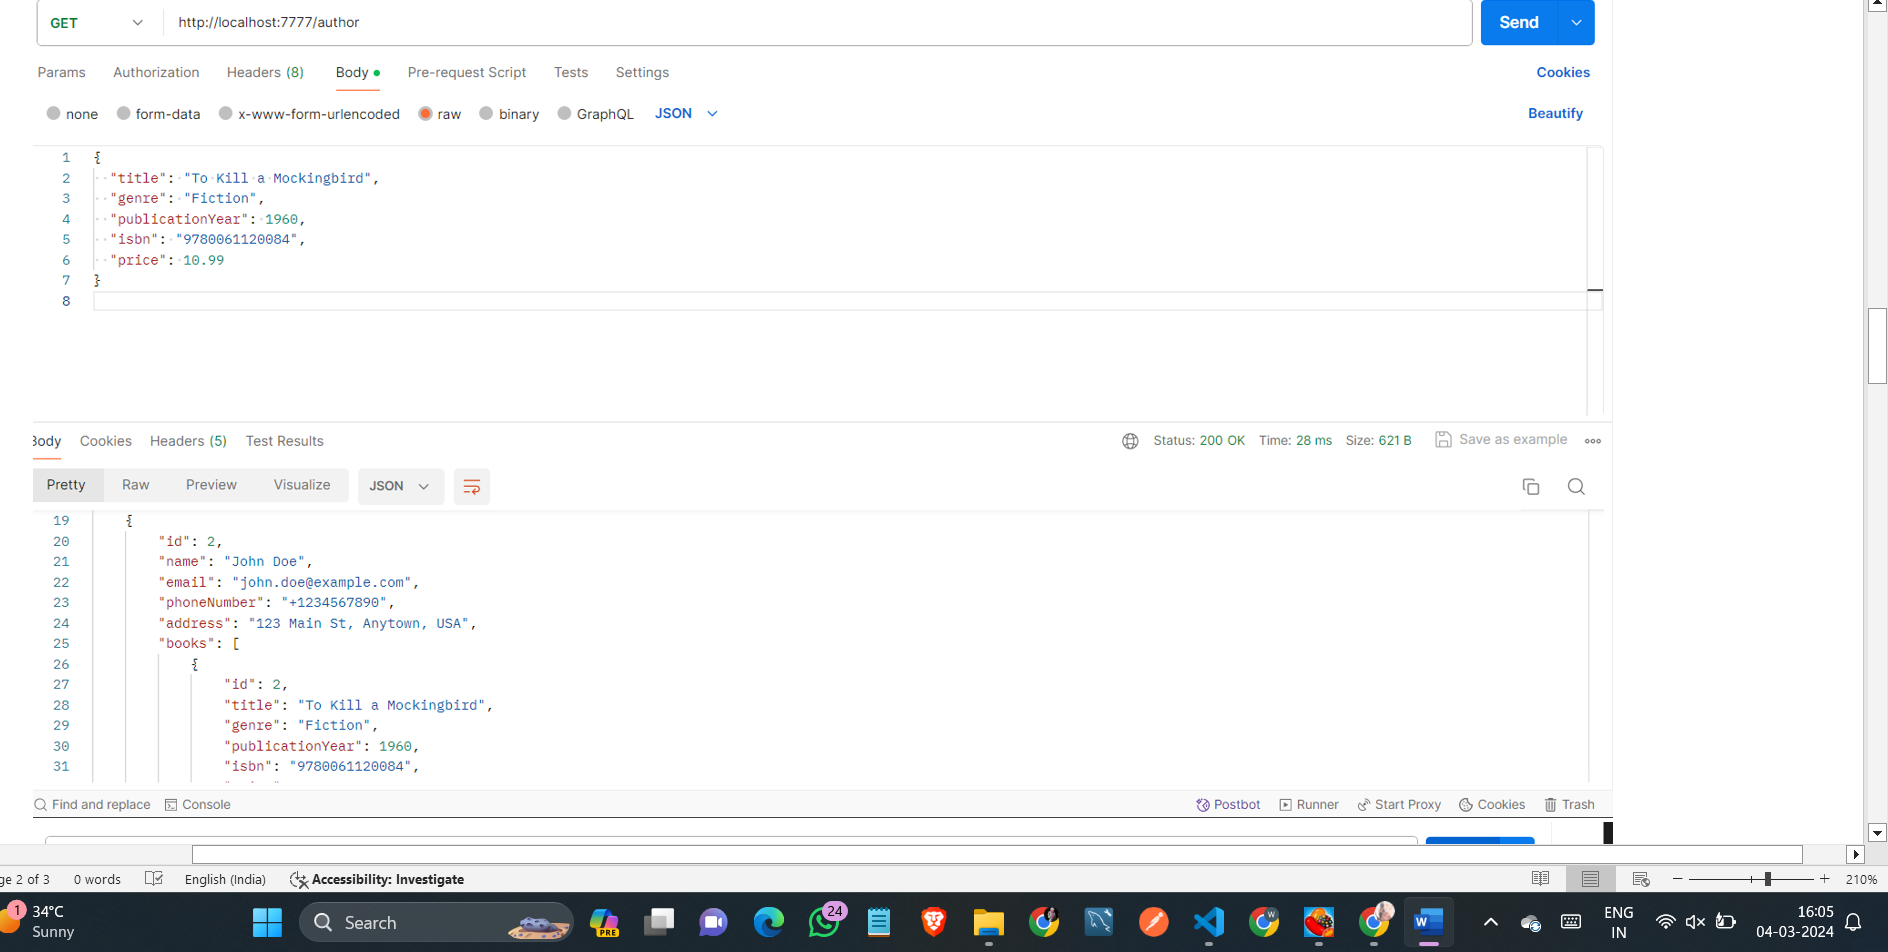 GET http://localhost:7777/author Send
Params Authorization Headers (8) Body Pre-request Script Tests Settings Cookies
none form-data x-www-form-urlencoded raw binary GraphQL JSON Beautify
1 {
2 "title": "To Kill a Mockingbird",
3 "genre": "Fiction",
4 "publicationYear": 1960,
5 "isbn": "9780061120084",
6 "price": 10.99
7 }
8
Body Cookies Headers (5) Test Results Status: 200 OK Time: 28 ms Size: 621 B Save as example
Pretty Raw Preview Visualize JSON
19 {
20 "id": 2,
21 "name": "John Doe",
22 "email": "john.doe@example.com",
23 "phoneNumber": "+1234567890",
24 "address": "123 Main St, Anytown, USA",
25 "books": [
26 {
27 "id": 2,
28 "title": "To Kill a Mockingbird",
29 "genre": "Fiction",
30 "publicationYear": 1960,
31 "isbn": "9780061120084",
Find and replace Console Postbot Runner Start Proxy Cookies Trash
ge 2 of 3 0 words English (India) Accessibility: Investigate 210%
1 34°C Search PRE 24 W W ENG 16:05
Sunny IN 04-03-2024